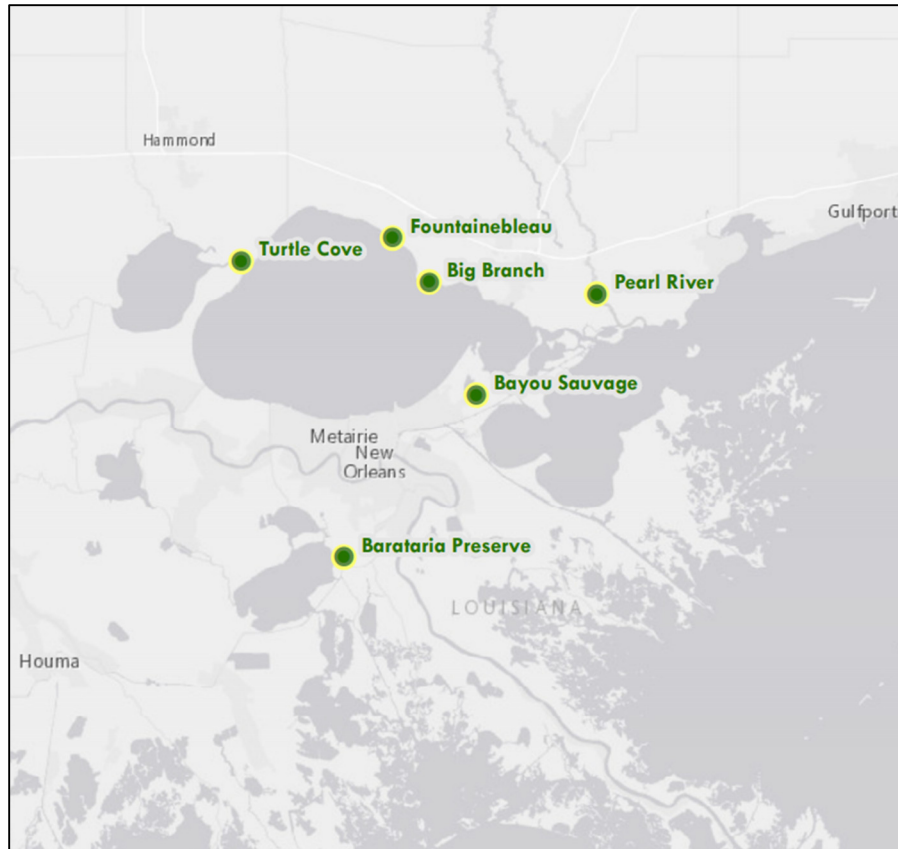 Hammond
Gulfport
Fountainebleau
Turtle Cove
Big Branch
Pearl River
Bayou Sauvage
Metairie
New
Orleans
Barataria Preserve
LOUISIANA
Houma